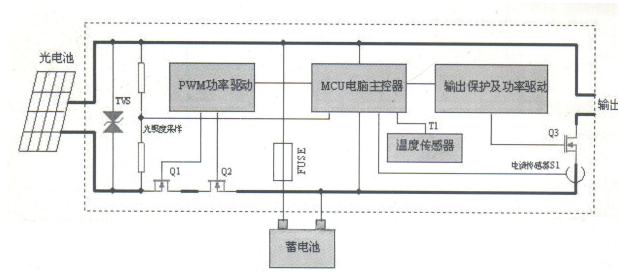 光电池
TVS
光照度采样
PWM功率驱动
MCU电脑主控器
输出保护及功率驱动
输出
T1
温度传感器
Q3
Q1
Q2
FUSE
电流传感器S1
蓄电池